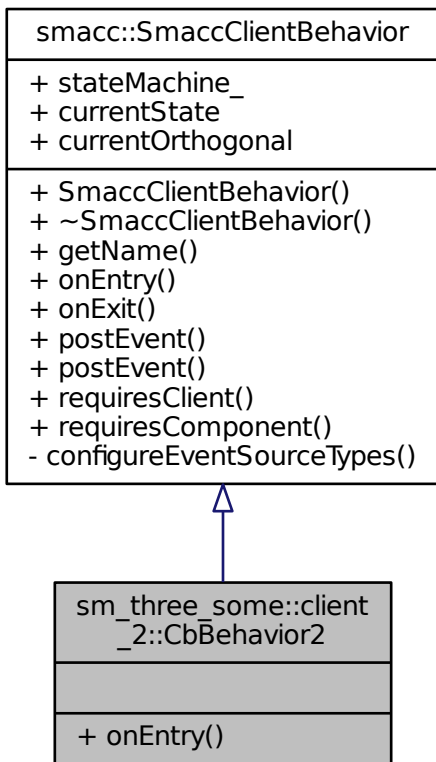 smacc::SmaccClientBehavior
+ stateMachine_
+ currentState
+ currentOrthogonal
+ SmaccClientBehavior()
+ ~SmaccClientBehavior()
+ getName()
+ onEntry()
+ onExit()
+ postEvent()
+ postEvent()
+ requiresClient()
+ requiresComponent()
- configureEventSourceTypes()
sm_three_some::client
_2::CbBehavior2
+ onEntry()